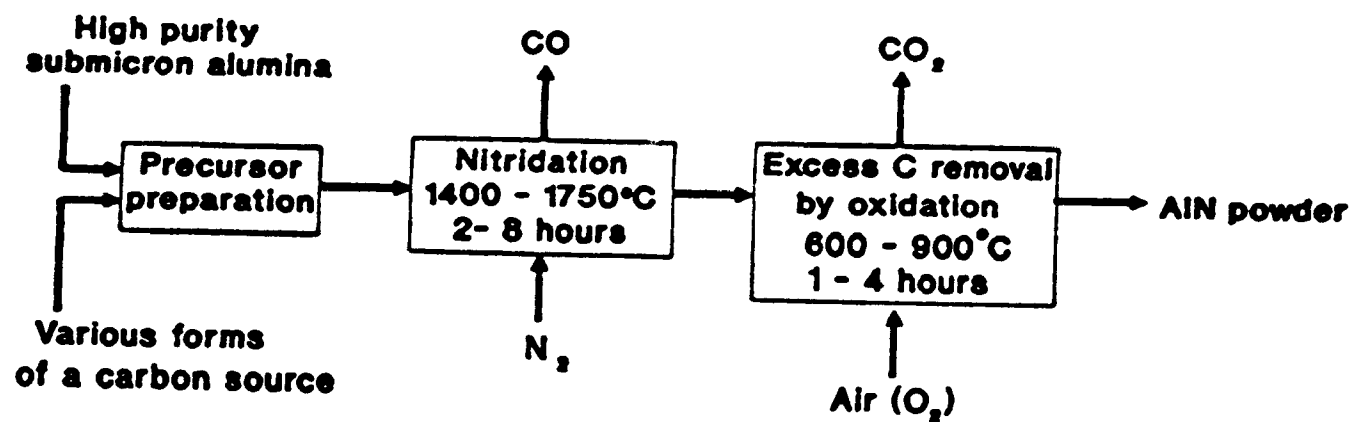 High purity
submicron alumina
CO
CO₂
Precursor
preparation
Nitridation
1400 - 1750°C
2- 8 hours
Excess C removal
by oxidation
600 - 900°C
1 - 4 hours
AlN powder
Various forms
of a carbon source
N₂
Air (O₂)